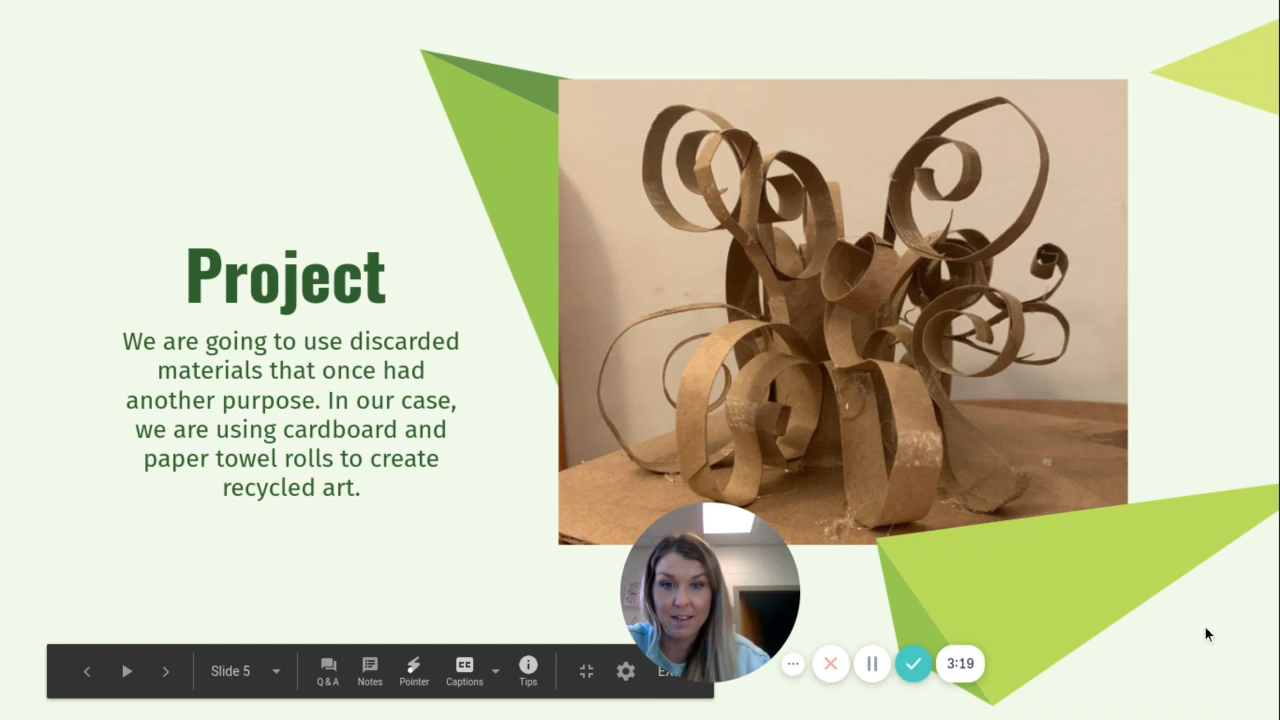 Project
We are going to use discarded
materials that once had
another purpose. In our case,
we are using cardboard and
paper towel rolls to create
recycled art.
Slide 5
Q & A
Notes
Pointer
Captions
Tips
3:19